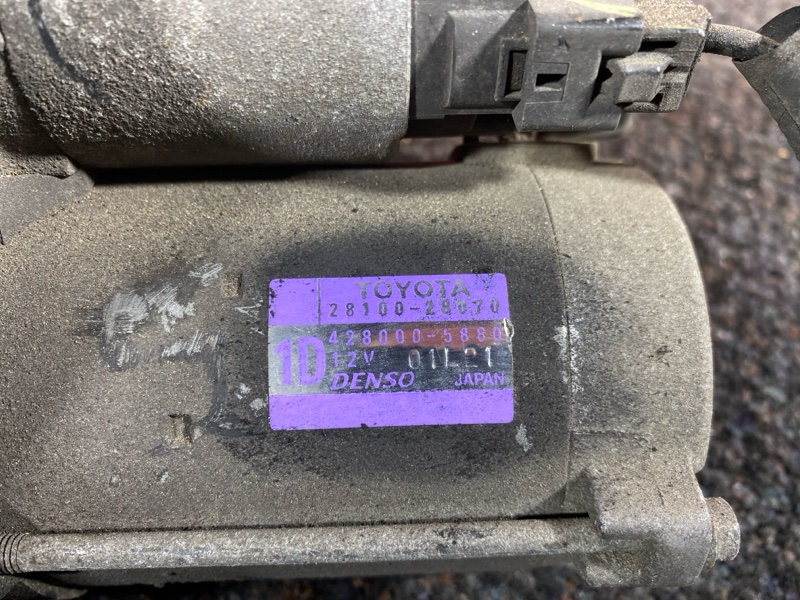 TOYOTA
28100-28070
428000-5880
1D
12V 01L21
DENSO JAPAN